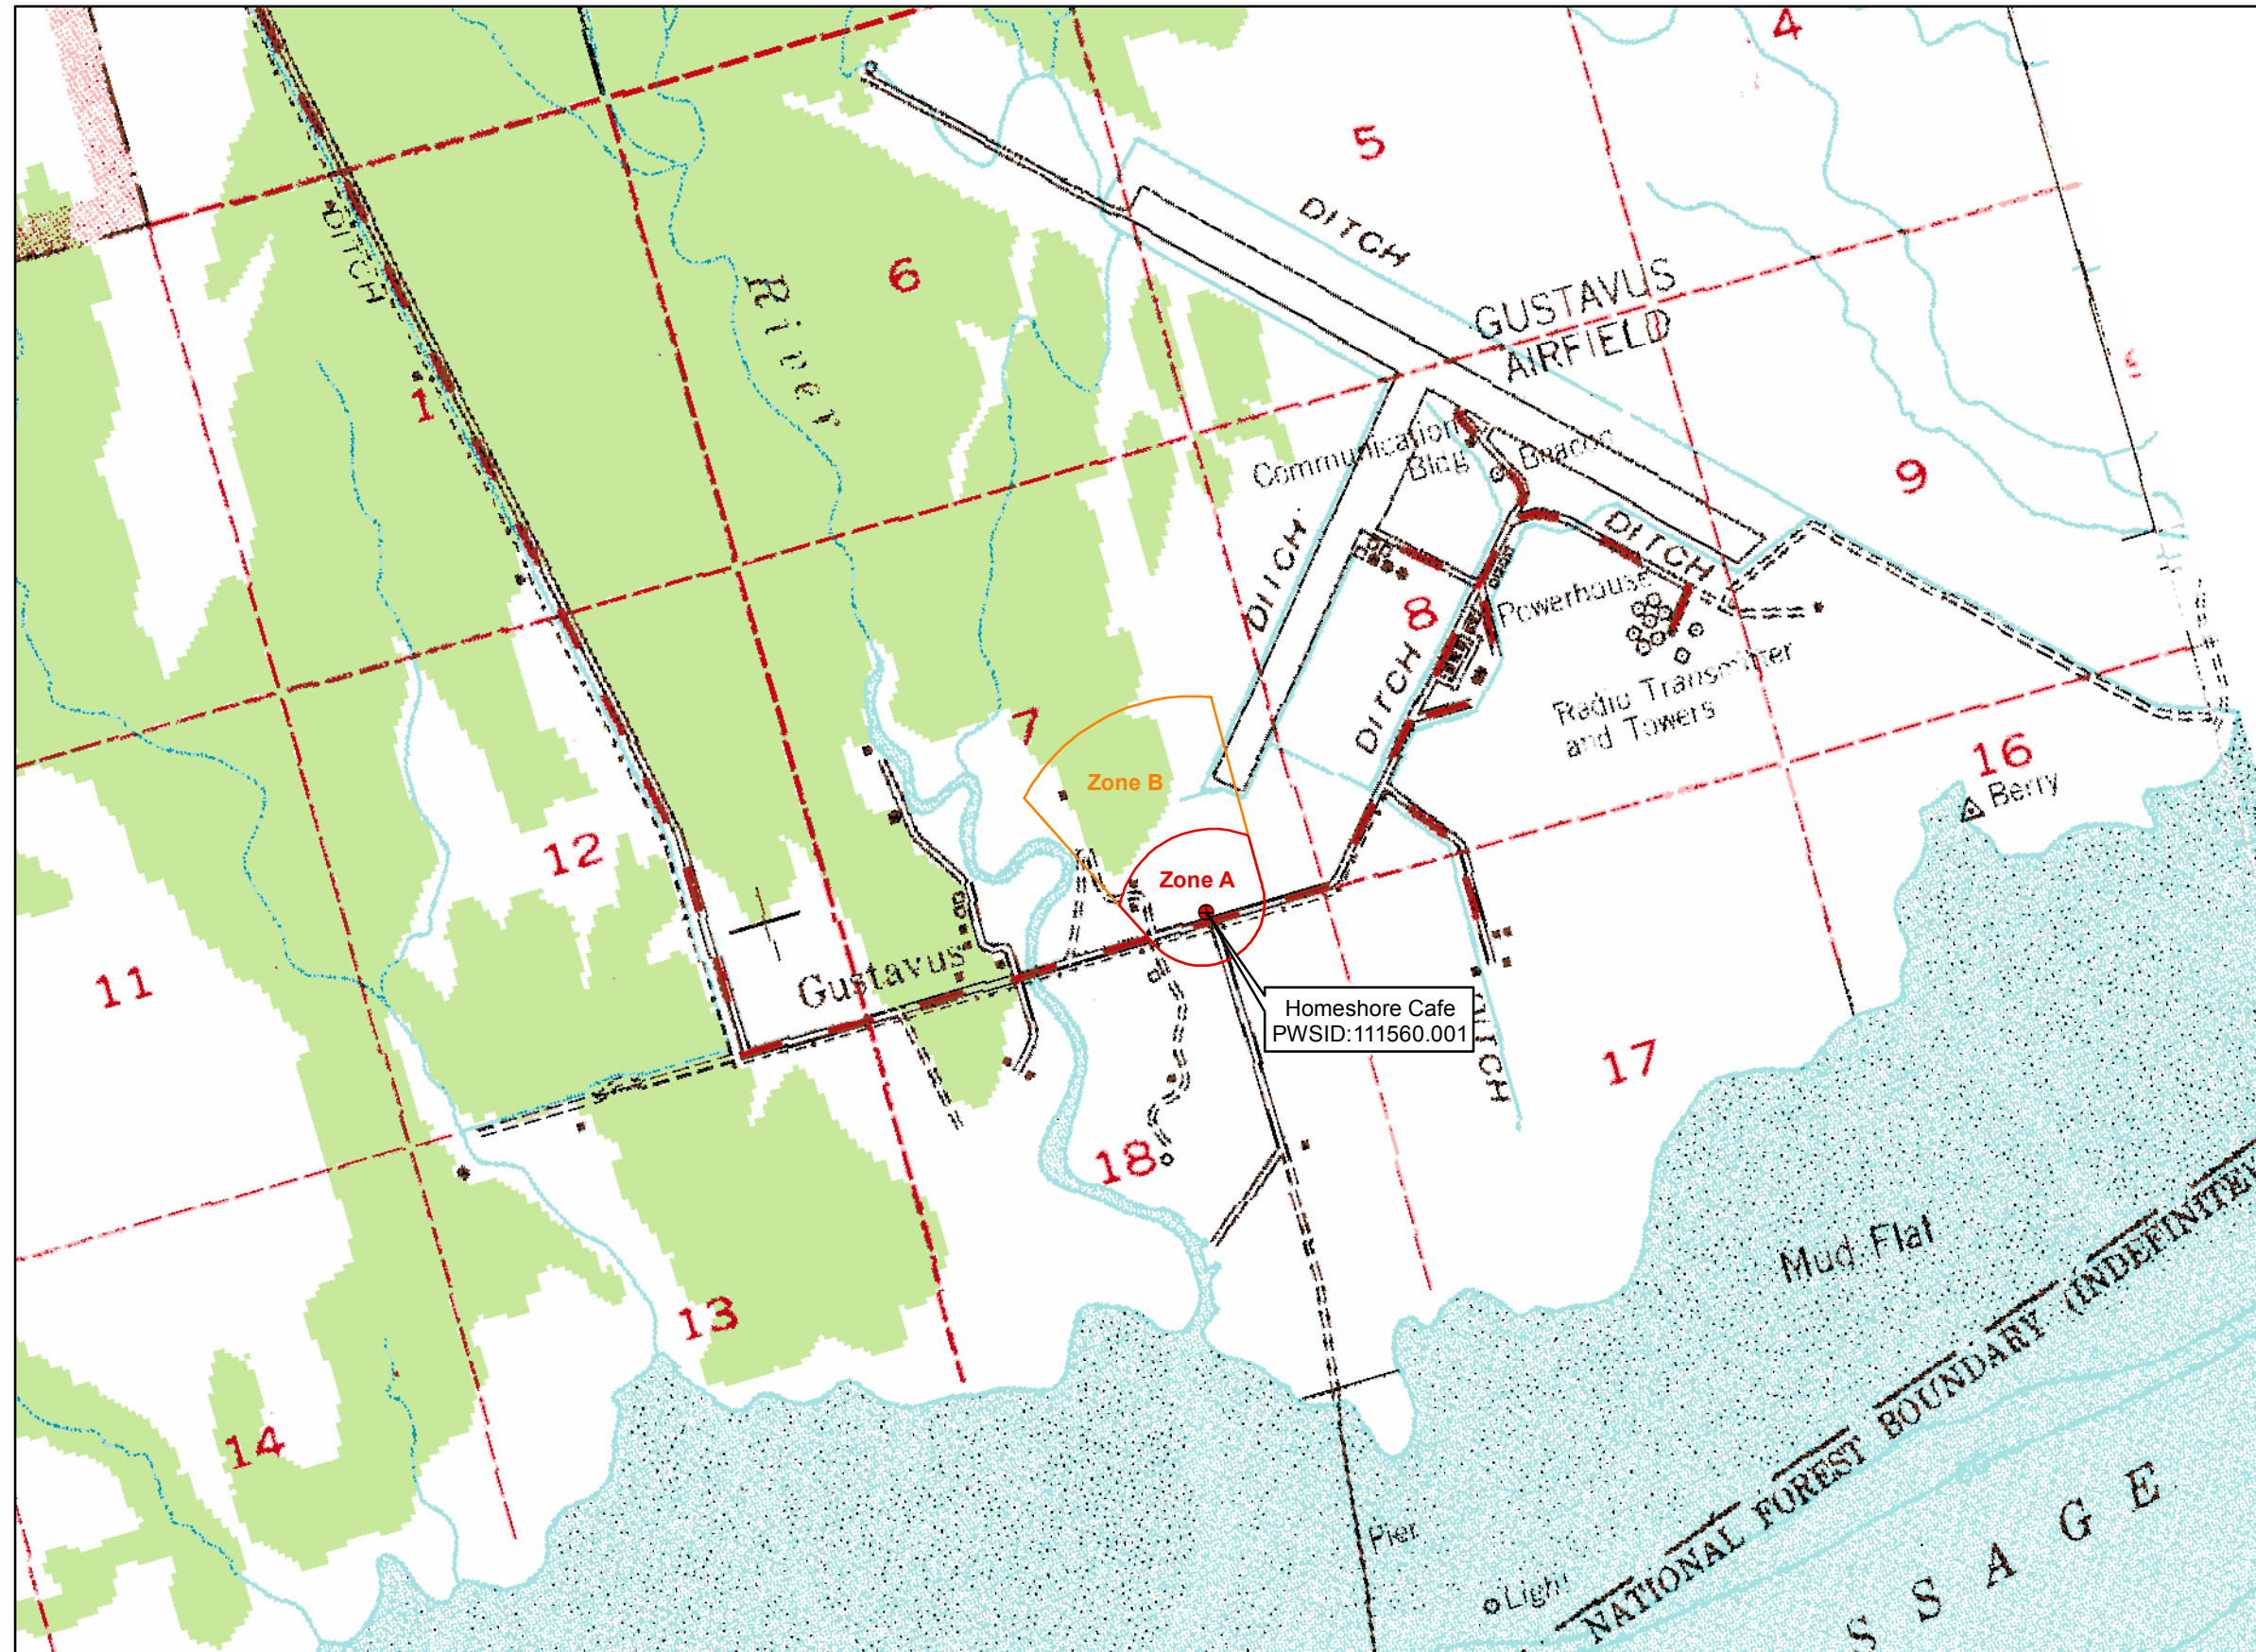 4
5
DITCH
DITCH
6
River
GUSTAVUS
AIRFIELD
1
Communication
Bldg
Beacon
9
DITCH
DITCH
8
Powerhouse
DITCH
Radio Transmitter
and Towers
7
Zone B
16
Berry
12
Zone A
11
Gustavus
Homeshore Cafe
PWSID:111560.001
DITCH
17
18
Mud Flat
13
14
NATIONAL FOREST BOUNDARY (INDEFINITE)
Pier
Light
S S A G E